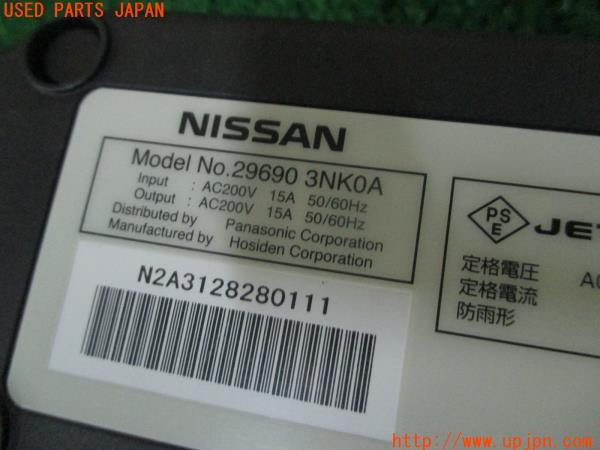 USED PARTS JAPAN
NISSAN
Model No.29690 3NK0A
Input : AC200V 15A 50/60Hz
Output : AC200V 15A 50/60Hz
Distributed by Panasonic Corporation
Manufactured by Hosiden Corporation
N2A3128280111
PS
E
JET
定格電圧
定格電流
防雨形
http://www.upjpn.com/